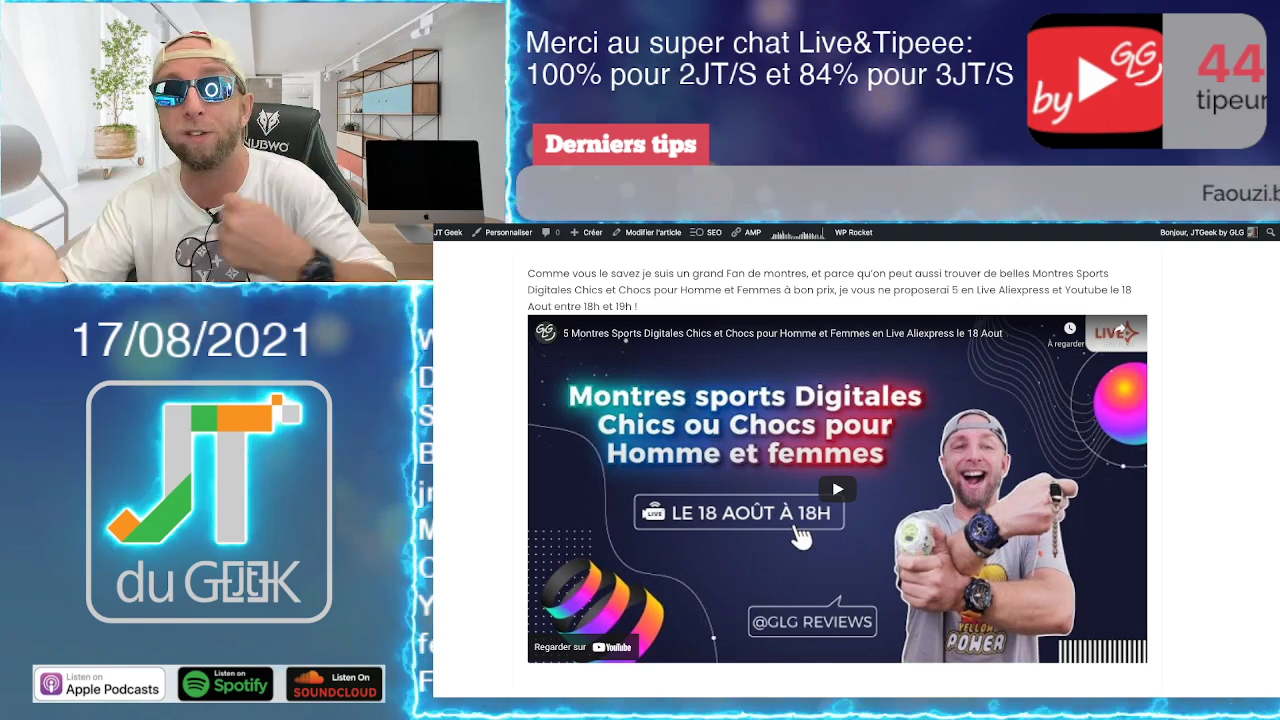 Merci au super chat Live&Tipeee:
100% pour 2JT/S et 84% pour 3JT/S
by GLG
44
tipeur
Derniers tips
Faouzi.b
NUBWO
17/08/2021
JT
du GEEK
Listen on
Apple Podcasts
Listen on
Spotify
Listen On
SOUNDCLOUD
JT Geek Personnaliser 0 Créer Modifier l'article SEO AMP WP Rocket Bonjour, JTGeek by GLG
Comme vous le savez je suis un grand Fan de montres, et parce qu'on peut aussi trouver de belles Montres Sports
Digitales Chics et Chocs pour Homme et Femmes à bon prix, je vous ne proposerai 5 en Live Aliexpress et Youtube le 18
Aout entre 18h et 19h !
GLG 5 Montres Sports Digitales Chics et Chocs pour Homme et Femmes en Live Aliexpress le 18 Aout
À regarder
LIVE
Montres sports Digitales
Chics ou Chocs pour
Homme et femmes
LIVE LE 18 AOÛT À 18H
@GLG REVIEWS
YELLOW
POWER
Regarder sur YouTube